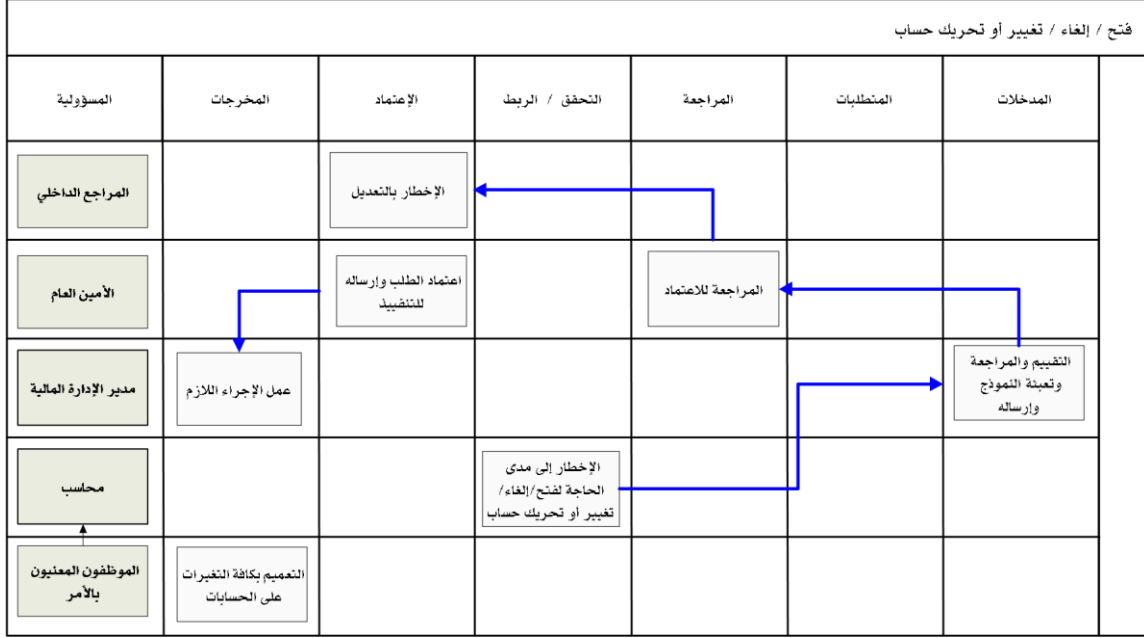 فتح / إلغاء / تغيير أو تحريك حساب
المدخلات
المتطلبات
المراجعة
التحقق / الربط
الإعتماد
المخرجات
المسؤولية
الإخطار بالتعديل
المراجع الداخلي
المراجعة للاعتماد
اعتماد الطلب وإرساله
للتنفييذ
الأمين العام
التقييم والمراجعة
وتعبئة النموذج
وإرساله
عمل الإجراء اللازم
مدير الإدارة المالية
الإخطار إلى مدى
الحاجة لفتح/إلغاء/
تغيير أو تحريك حساب
محاسب
التعميم بكافة التغيرات
على الحسابات
الموظفون المعنيون
بالأمر